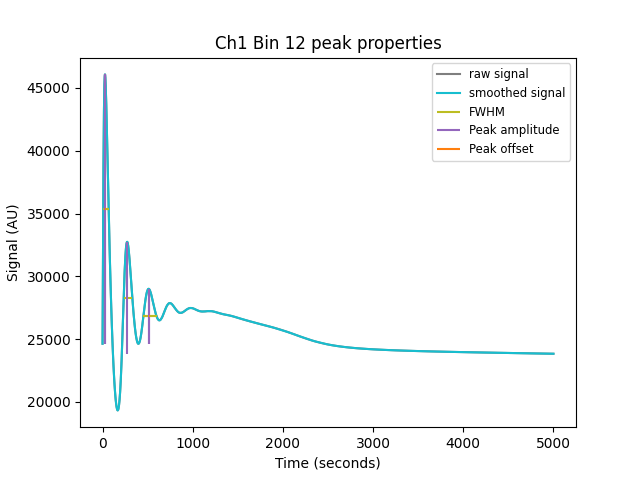 Ch1 Bin 12 peak properties
45000
40000
35000
30000
25000
20000
Signal (AU)
raw signal
smoothed signal
FWHM
Peak amplitude
Peak offset
0
1000
2000
3000
4000
5000
Time (seconds)